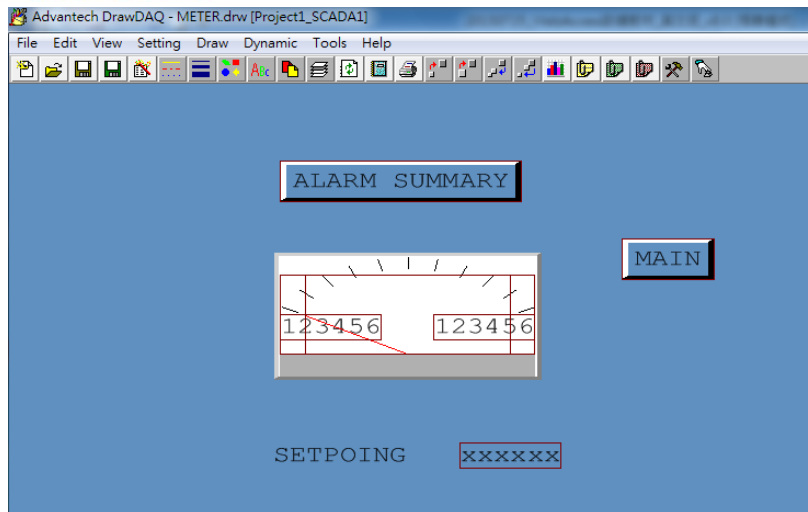 Advantech DrawDAQ - METER.drw [Project1_SCADA1]
File Edit View Setting Draw Dynamic Tools Help
ABC
ALARM SUMMARY
MAIN
123456 123456
SETPOING xxxxxx